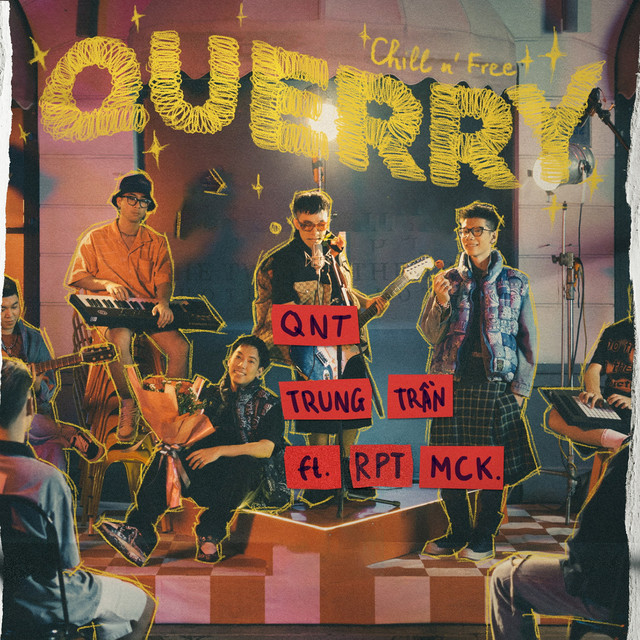 QUERRY
Chill n' Free
QNT
TRUNG TRẦN
ft. RPT MCK.